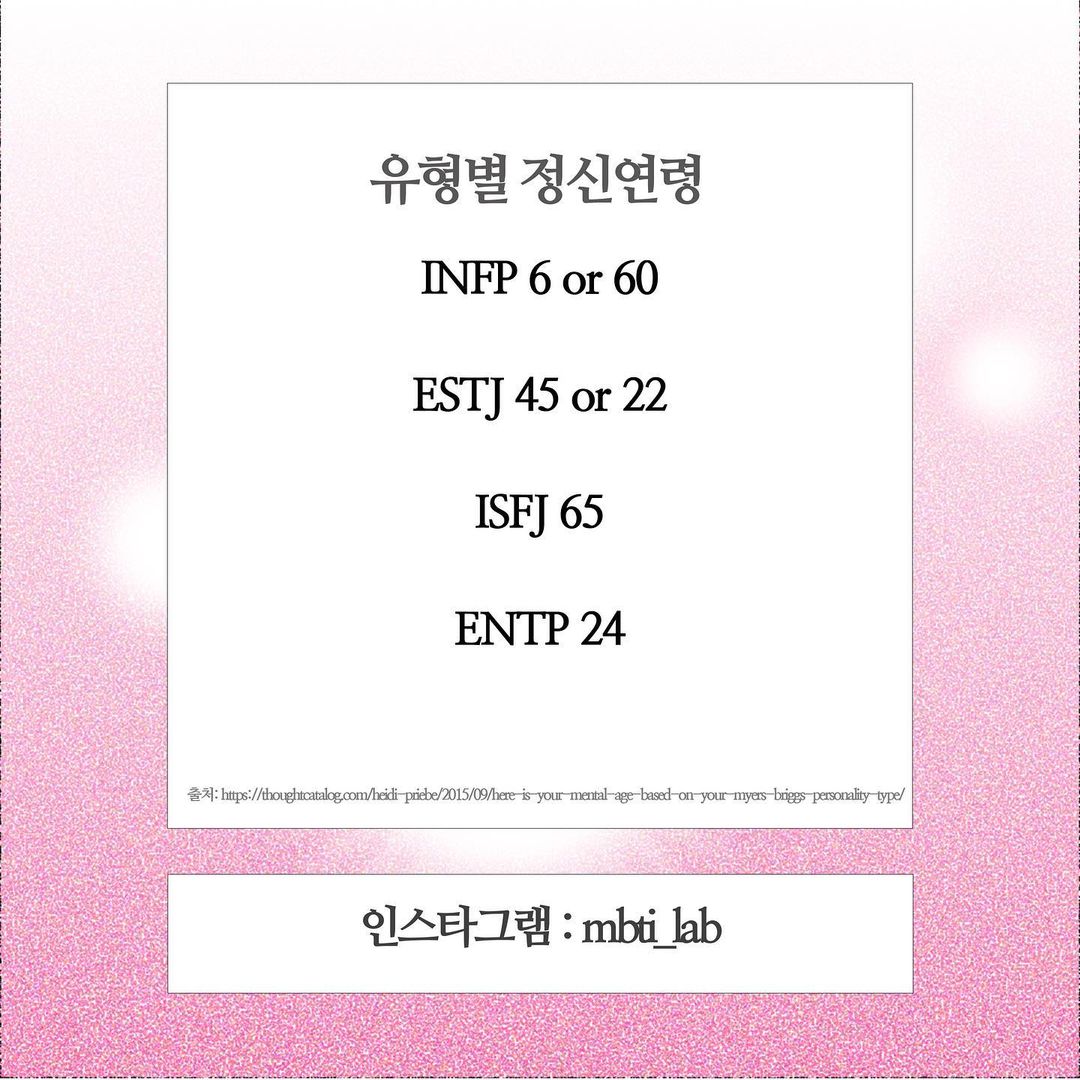 유형별 정신연령
INFP 6 or 60
ESTJ 45 or 22
ISFJ 65
ENTP 24
출처: https://thoughtcatalog.com/heidi-priebe/2015/09/here-is-your-mental-age-based-on-your-myers-briggs-personality-type/
인스타그램 : mbti_lab